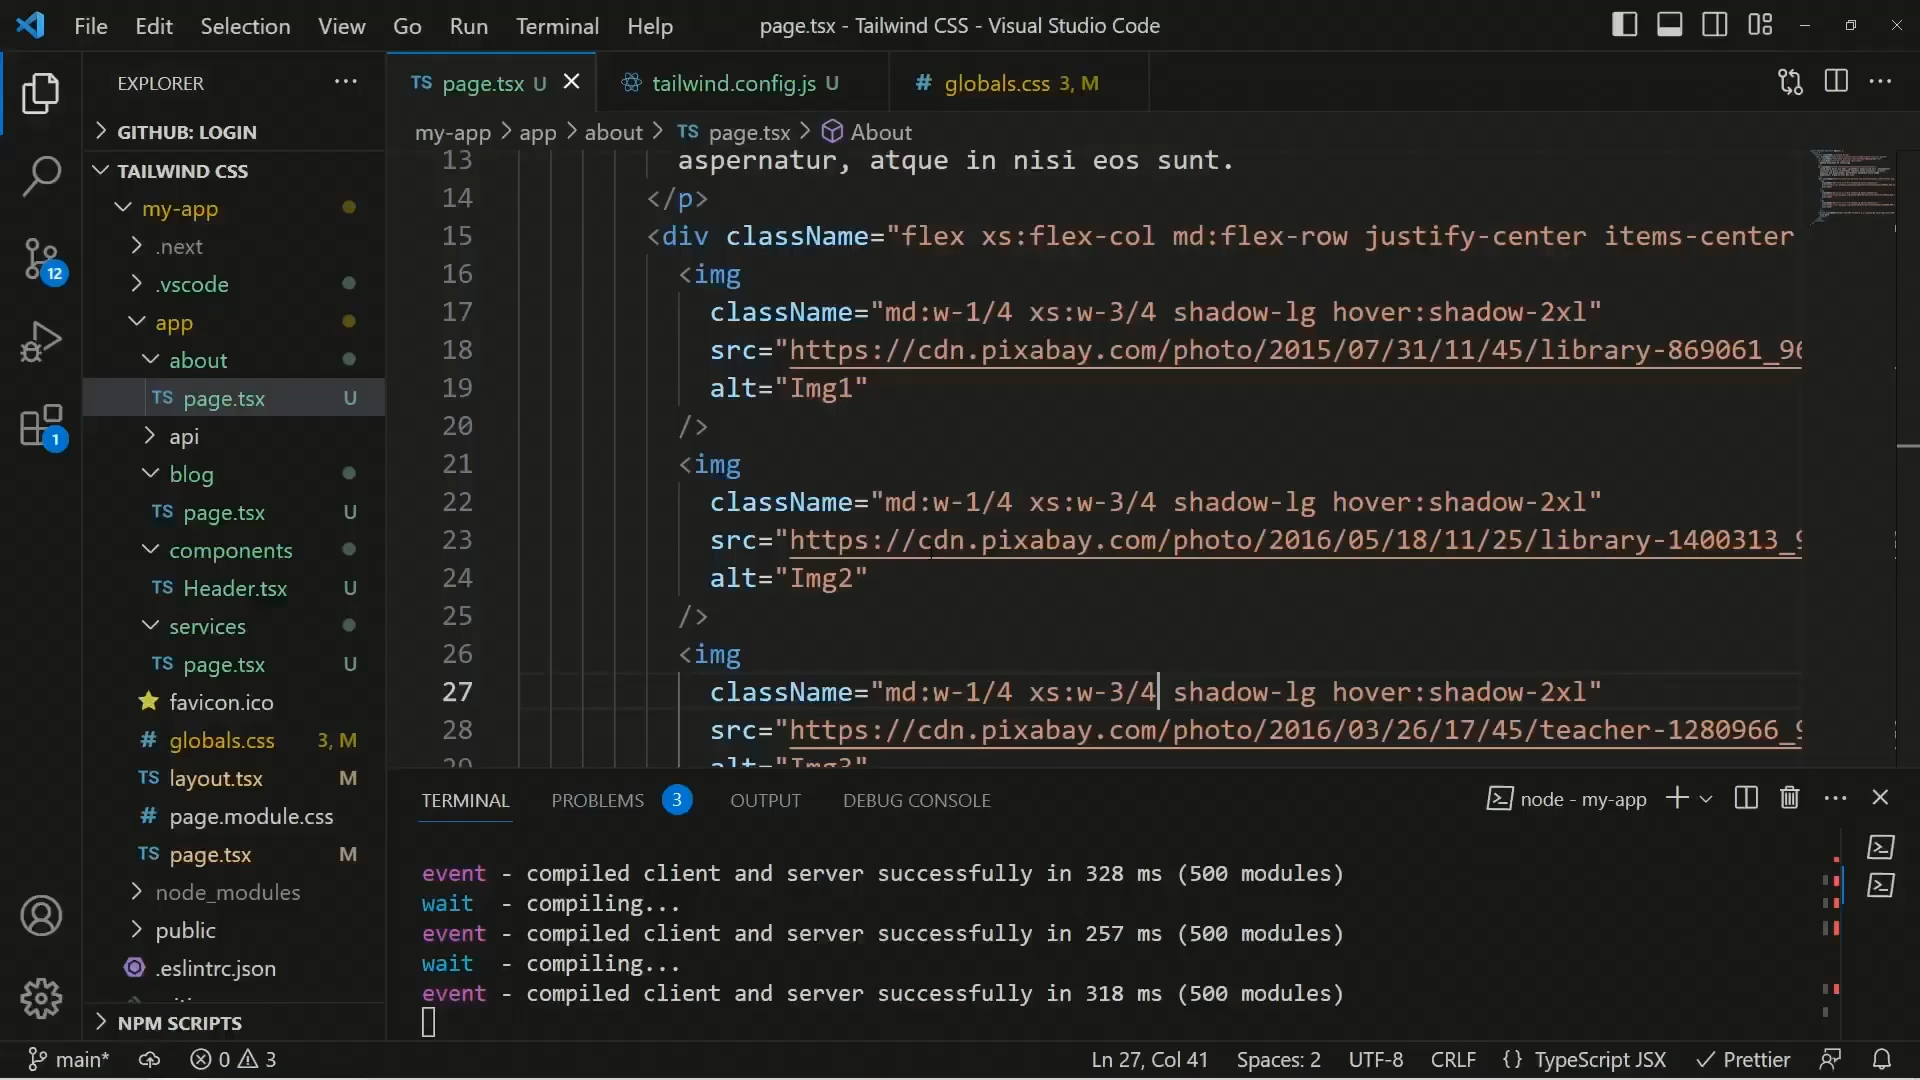 File Edit Selection View Go Run Terminal Help
page.tsx - Tailwind CSS - Visual Studio Code
EXPLORER
GITHUB: LOGIN
TAILWIND CSS
my-app
.next
.vscode
app
about
TS page.tsx U
api
blog
TS page.tsx U
components
TS Header.tsx U
services
TS page.tsx U
favicon.ico
# globals.css 3, M
TS layout.tsx M
# page.module.css
TS page.tsx M
node_modules
public
.eslintrc.json
NPM SCRIPTS
12
1
TS page.tsx U
tailwind.config.js U
# globals.css 3, M
my-app > app > about > TS page.tsx > About
13 aspernatur, atque in nisi eos sunt.
14 </p>
15 <div className="flex xs:flex-col md:flex-row justify-center items-center
16 <img
17 className="md:w-1/4 xs:w-3/4 shadow-lg hover:shadow-2xl"
18 src="https://cdn.pixabay.com/photo/2015/07/31/11/45/library-869061_96
19 alt="Img1"
20 />
21 <img
22 className="md:w-1/4 xs:w-3/4 shadow-lg hover:shadow-2xl"
23 src="https://cdn.pixabay.com/photo/2016/05/18/11/25/library-1400313_9
24 alt="Img2"
25 />
26 <img
27 className="md:w-1/4 xs:w-3/4 shadow-lg hover:shadow-2xl"
28 src="https://cdn.pixabay.com/photo/2016/03/26/17/45/teacher-1280966_9
29 alt="Img3"
TERMINAL PROBLEMS 3 OUTPUT DEBUG CONSOLE
node - my-app
event - compiled client and server successfully in 328 ms (500 modules)
wait - compiling...
event - compiled client and server successfully in 257 ms (500 modules)
wait - compiling...
event - compiled client and server successfully in 318 ms (500 modules)
main* 0 3
Ln 27, Col 41 Spaces: 2 UTF-8 CRLF {} TypeScript JSX Prettier